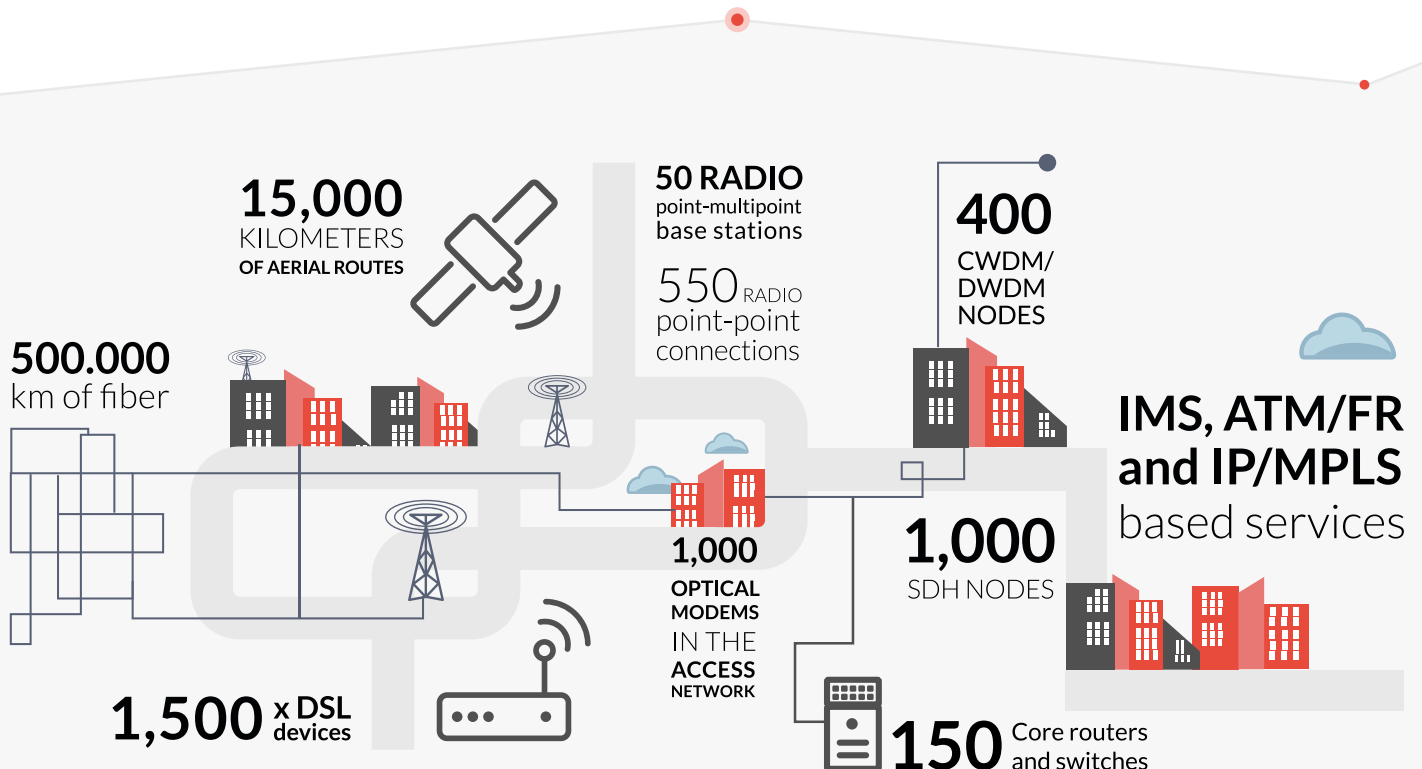 15,000
KILOMETERS
OF AERIAL ROUTES
50 RADIO
point-multipoint
base stations
550 RADIO
point-point
connections
400
CWDM/
DWDM
NODES
500.000
km of fiber
IMS, ATM/FR
and IP/MPLS
based services
1,000
OPTICAL
MODEMS
IN THE
ACCESS
NETWORK
1,000
SDH NODES
1,500 x DSL
devices
150 Core routers
and switches